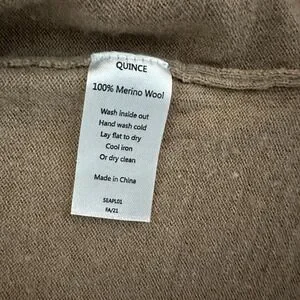 QUINCE
100% Merino Wool
Wash inside out
Hand wash cold
Lay flat to dry
Cool iron
Or dry clean
Made in China
SEAPL01
FA/21